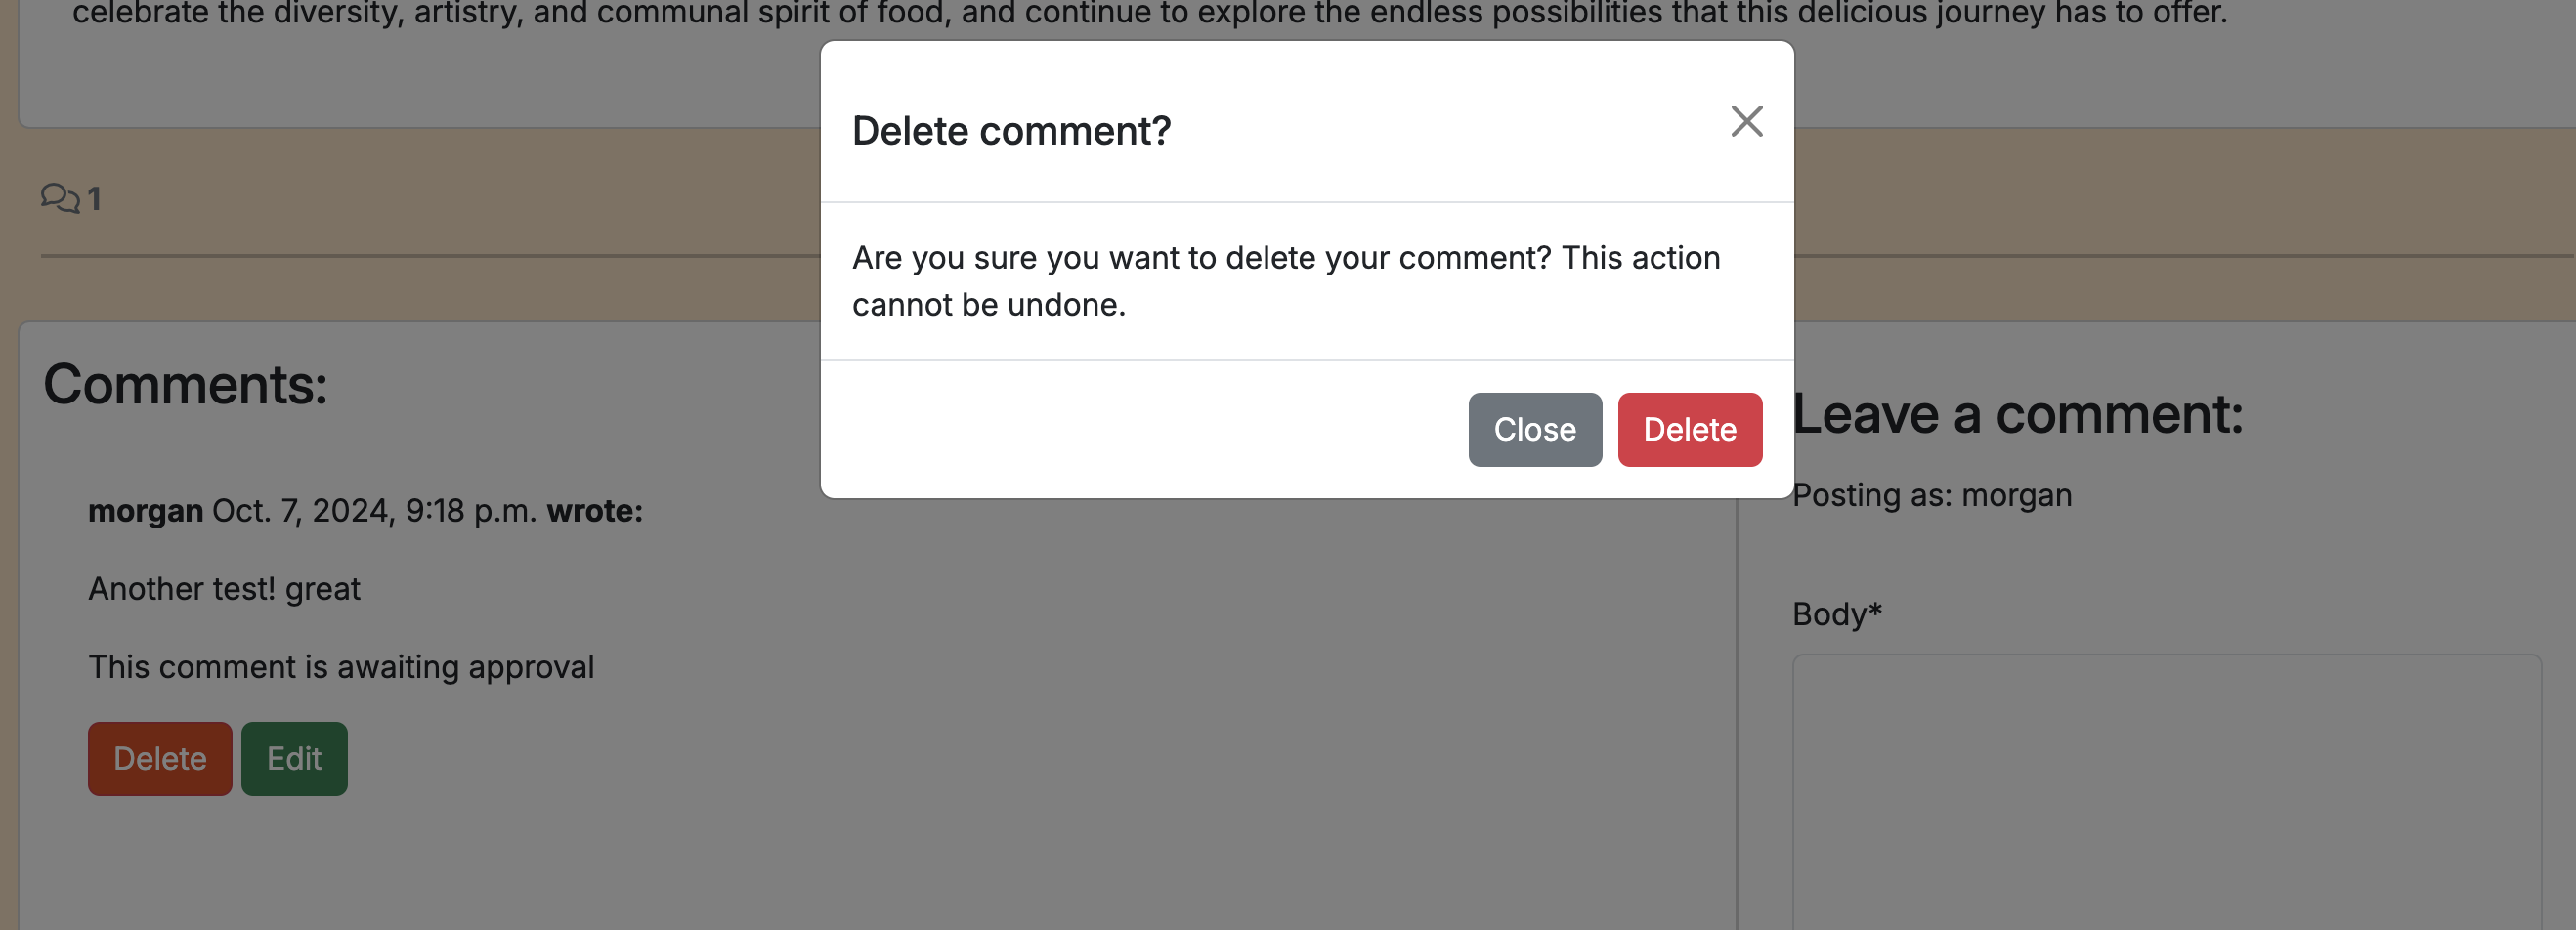 celebrate the diversity, artistry, and communal spirit of food, and continue to explore the endless possibilities that this delicious journey has to offer.
Delete comment?
1
Are you sure you want to delete your comment? This action
cannot be undone.
Close Delete
Comments:
morgan Oct. 7, 2024, 9:18 p.m. wrote:
Another test! great
This comment is awaiting approval
Delete Edit
Leave a comment:
Posting as: morgan
Body*